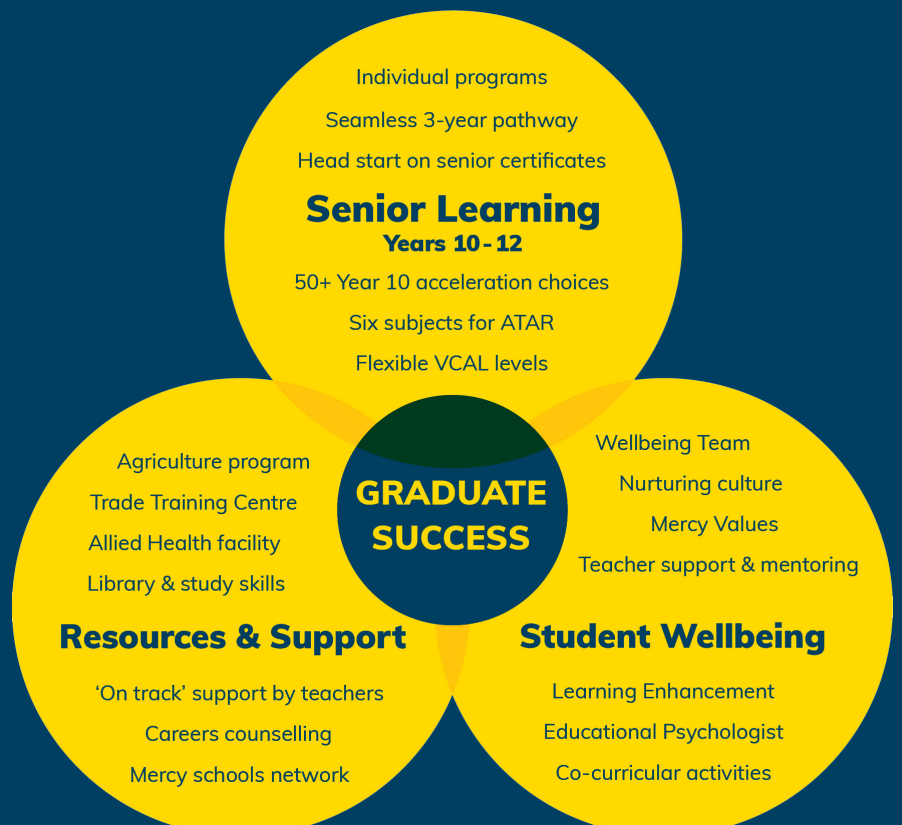 Individual programs
Seamless 3-year pathway
Head start on senior certificates
Senior Learning
Years 10 - 12
50+ Year 10 acceleration choices
Six subjects for ATAR
Flexible VCAL levels
GRADUATE
SUCCESS
Agriculture program
Trade Training Centre
Allied Health facility
Library & study skills
Resources & Support
‘On track’ support by teachers
Careers counselling
Mercy schools network
Wellbeing Team
Nurturing culture
Mercy Values
Teacher support & mentoring
Student Wellbeing
Learning Enhancement
Educational Psychologist
Co-curricular activities